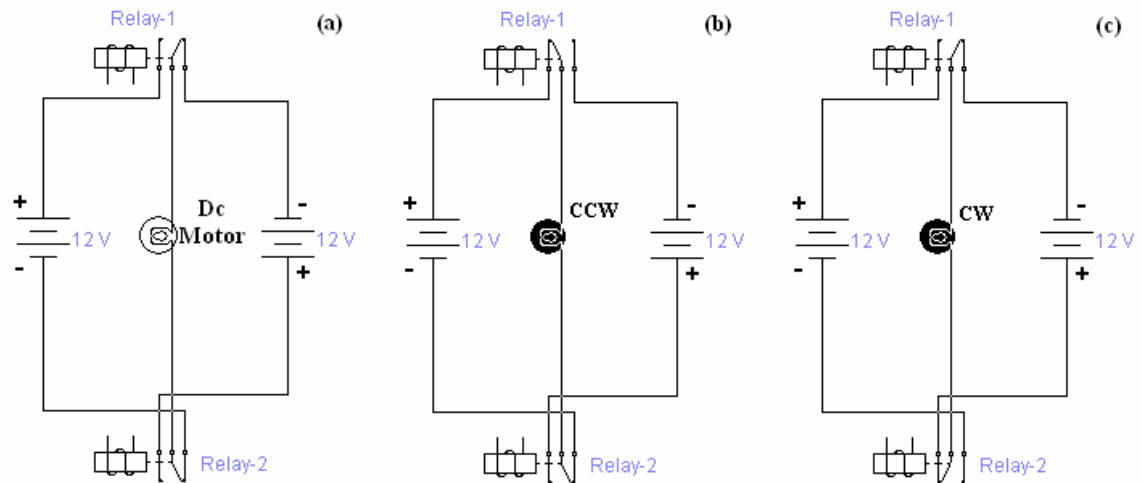 Relay-1
(a)
+
-
Dc
Motor
12 V
12 V
-
+
Relay-2
Relay-1
(b)
+
-
CCW
12 V
12 V
-
+
Relay-2
Relay-1
(c)
+
-
CW
12 V
12 V
-
+
Relay-2